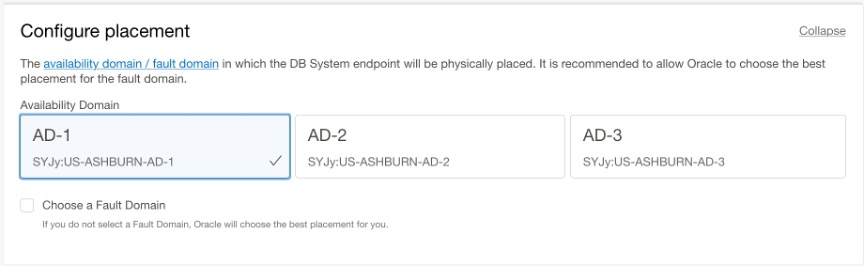 Configure placement
Collapse
The availability domain / fault domain in which the DB System endpoint will be physically placed. It is recommended to allow Oracle to choose the best
placement for the fault domain.
Availability Domain
AD-1
AD-2
AD-3
SYJy:US-ASHBURN-AD-1
SYJy:US-ASHBURN-AD-2
SYJy:US-ASHBURN-AD-3
Choose a Fault Domain
If you do not select a Fault Domain, Oracle will choose the best placement for you.